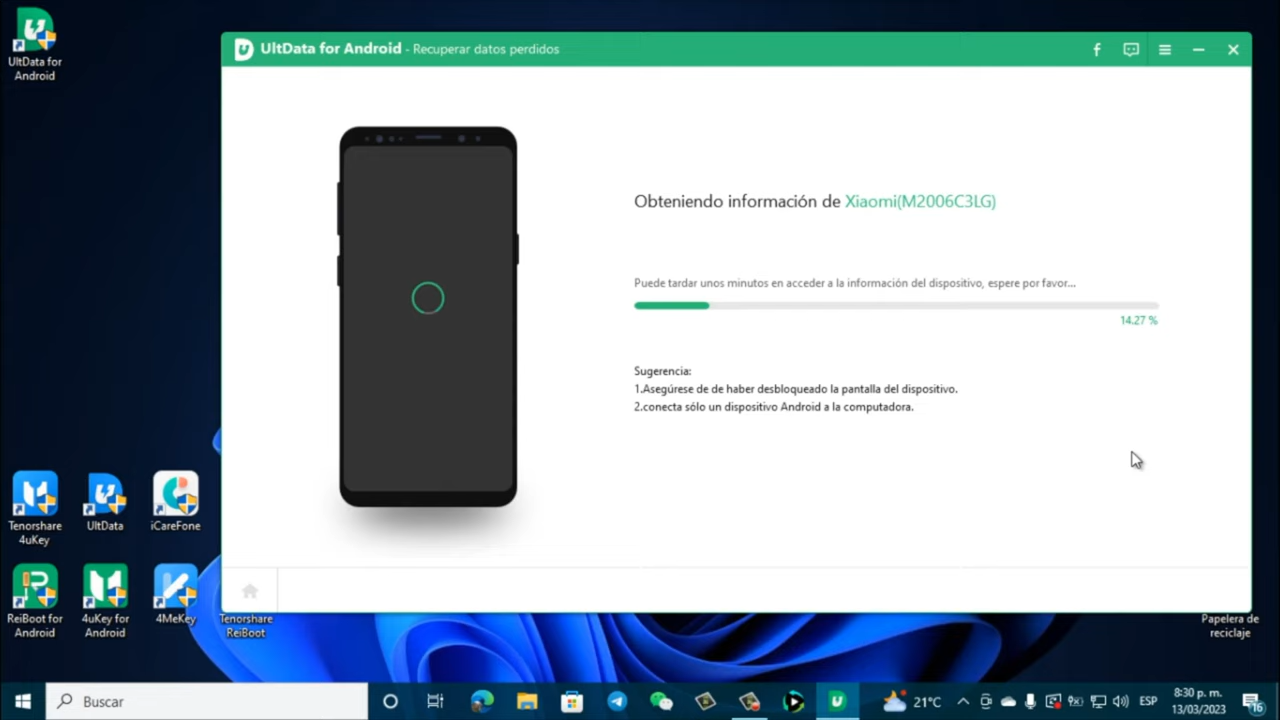 UltData for
Android
UltData for Android - Recuperar datos perdidos
Obteniendo información de Xiaomi(M2006C3LG)
Puede tardar unos minutos en acceder a la información del dispositivo, espere por favor...
14.27 %
Sugerencia:
1.Asegúrese de de haber desbloqueado la pantalla del dispositivo.
2.conecta sólo un dispositivo Android a la computadora.
Tenorshare
4uKey
UltData
iCareFone
ReiBoot for
Android
4uKey for
Android
4MeKey
Tenorshare
ReiBoot
Papelera de
reciclaje
Buscar
21°C
ESP
8:30 p. m.
13/03/2023
16